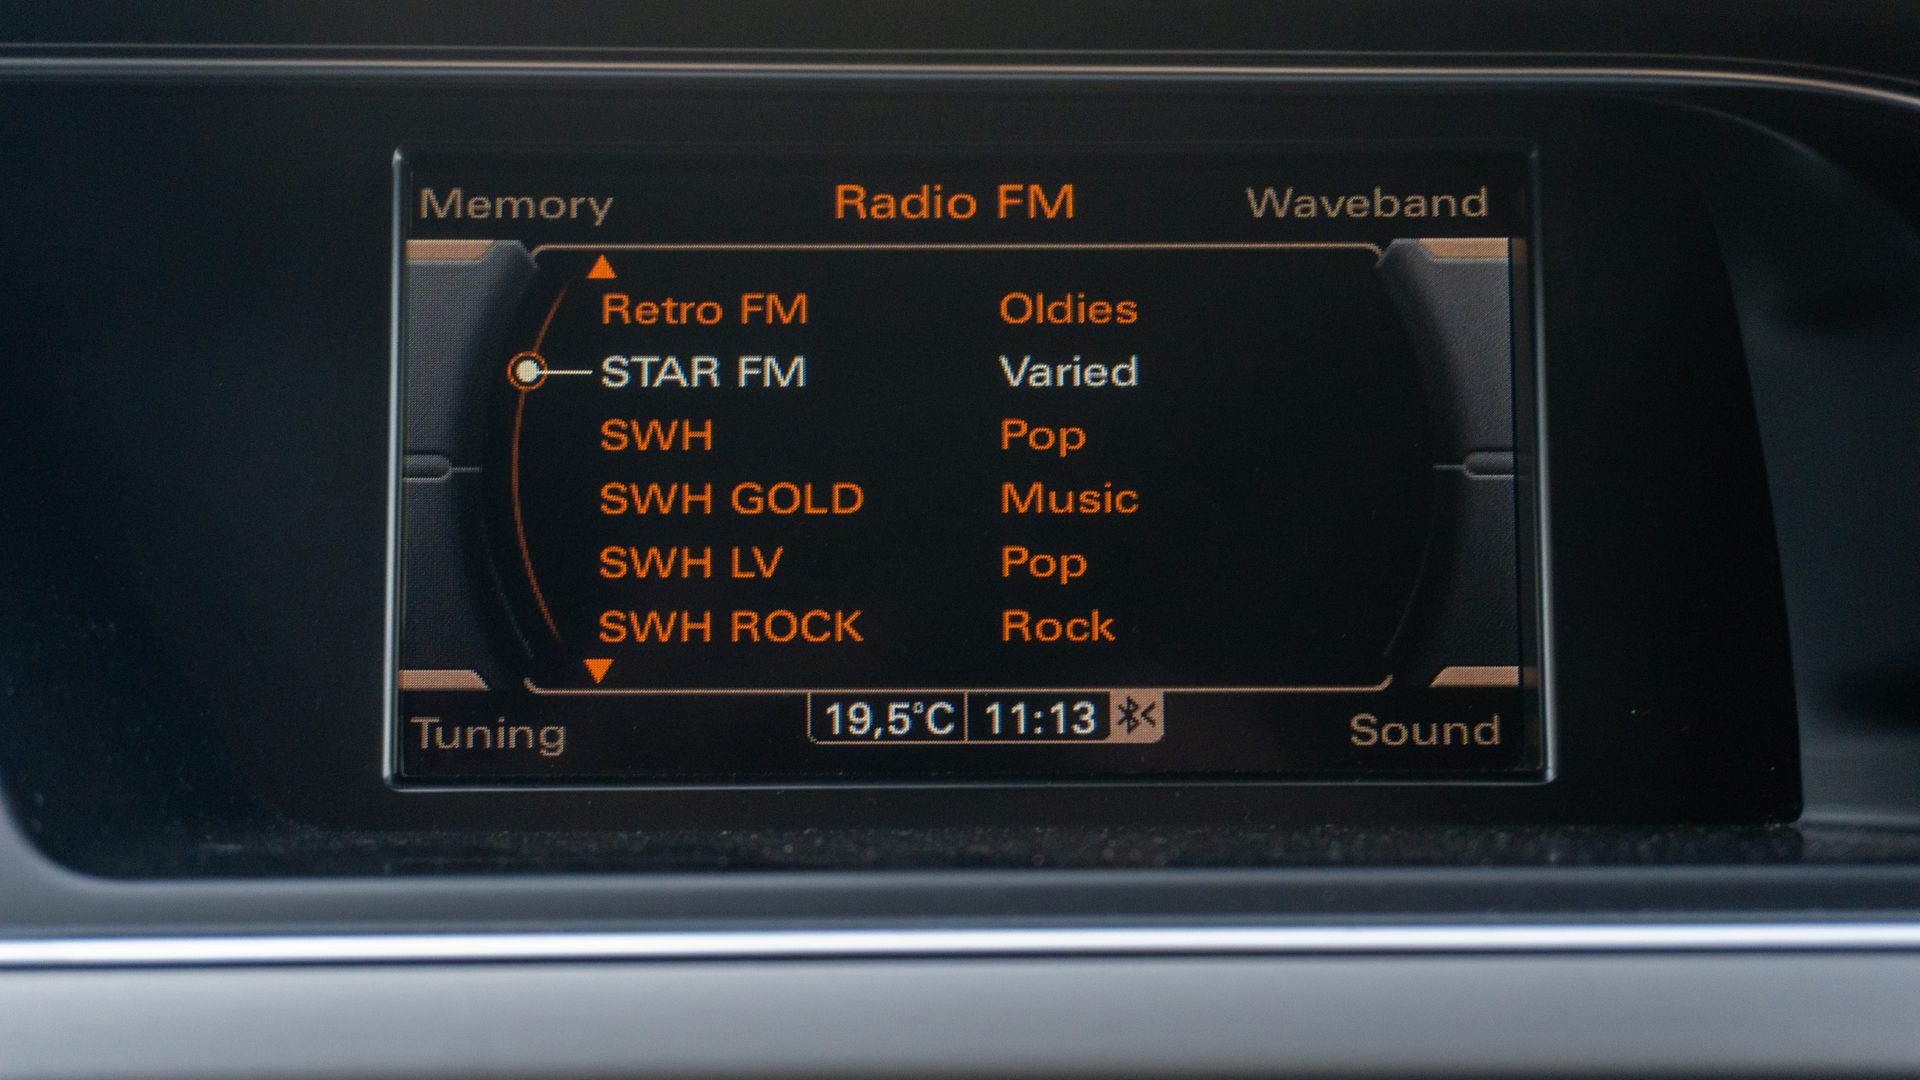 Memory Radio FM Waveband
Retro FM Oldies
STAR FM Varied
SWH Pop
SWH GOLD Music
SWH LV Pop
SWH ROCK Rock
Tuning 19,5°C 11:13 Sound